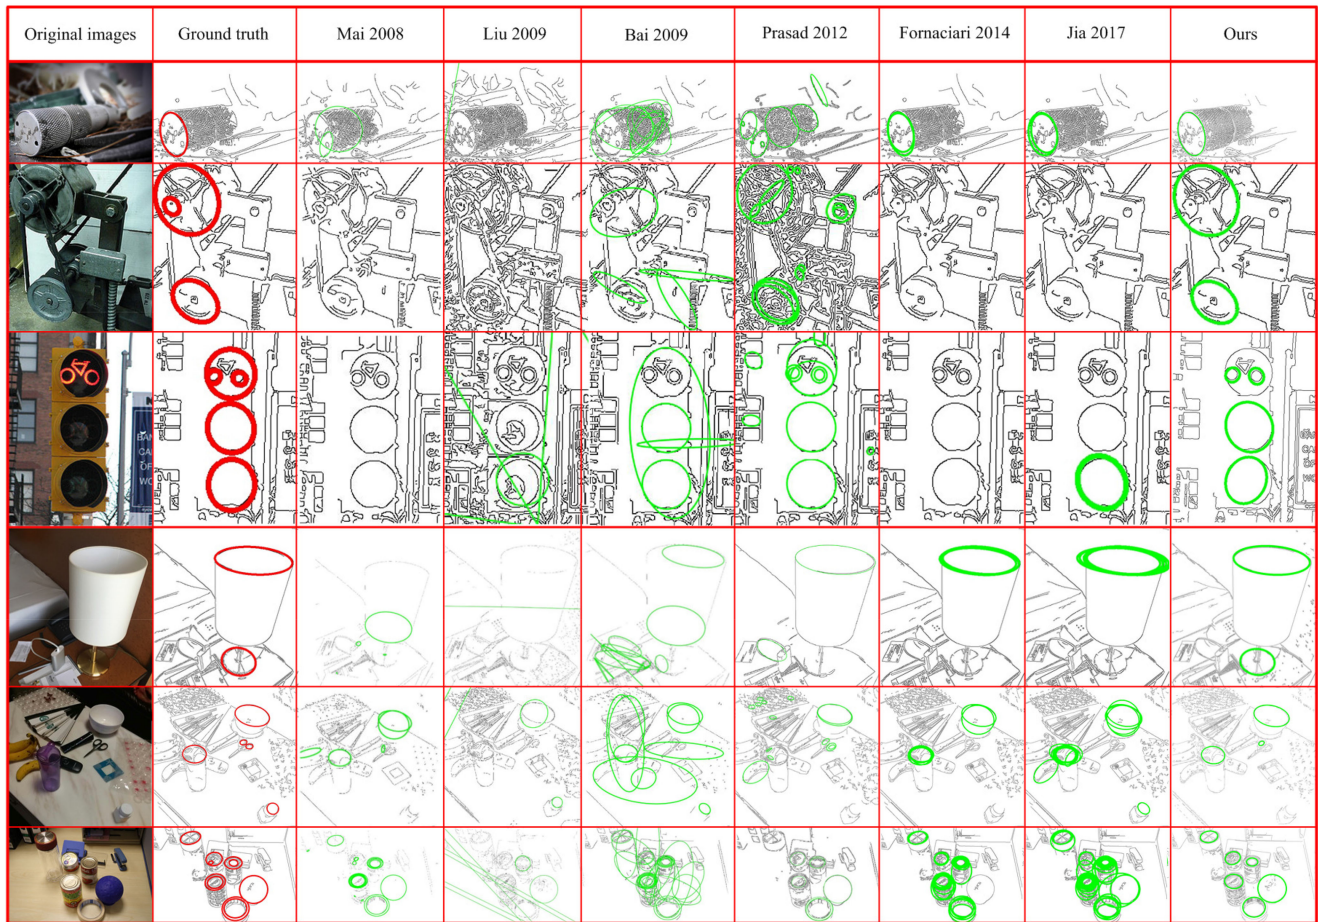 Original images
Ground truth
Mai 2008
Liu 2009
Bai 2009
Prasad 2012
Fornaciari 2014
Jia 2017
Ours